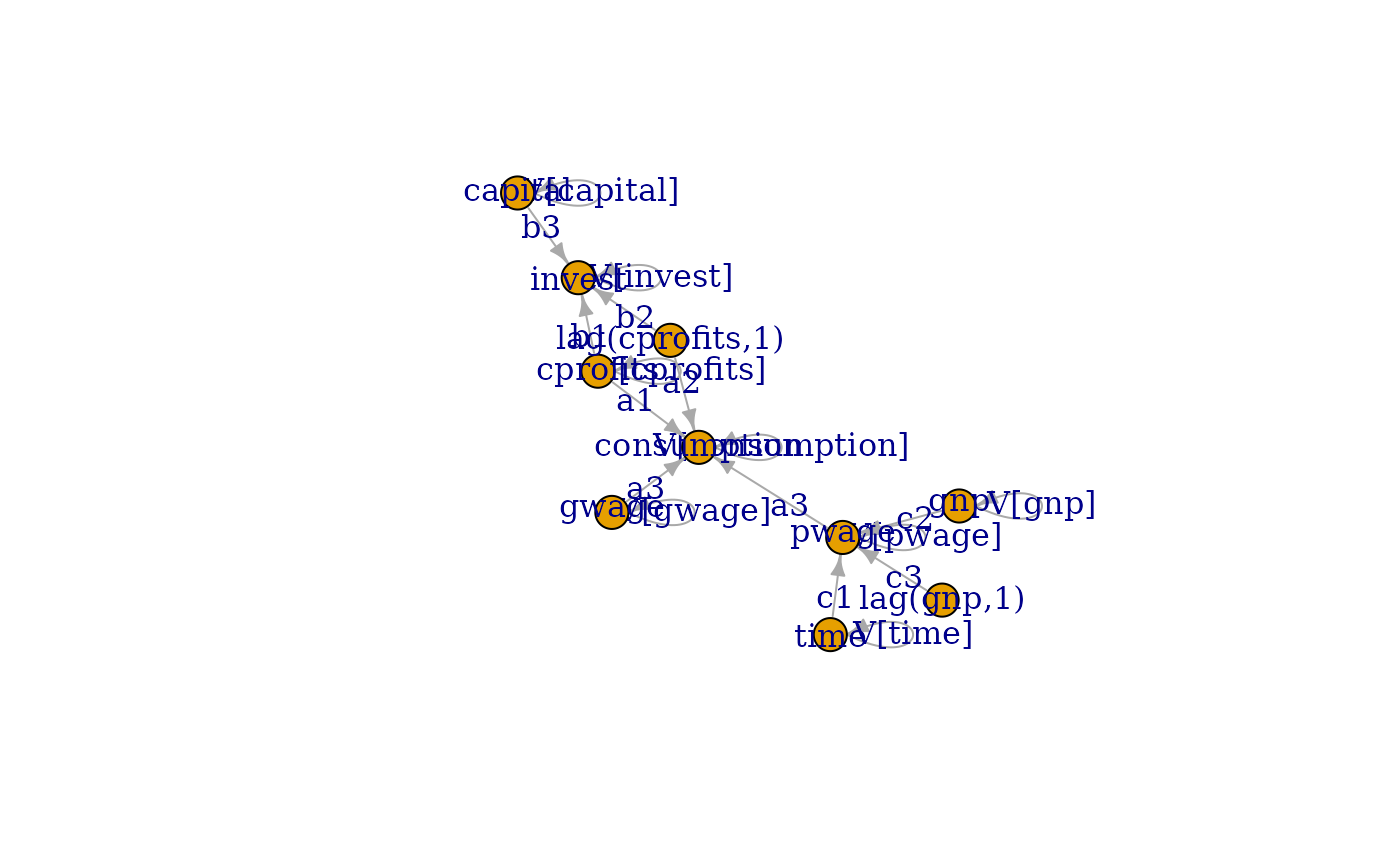 capital V[capital]
b3
invest V[invest]
b2
b1 lag(cprofits,1)
cprofits V[cprofits]
a2
a1
consumption V[consumption]
a3
gwage V[gwage] a3
gnp V[gnp]
c2
pwage V[pwage]
c3
c1 lag(gnp,1)
time V[time]